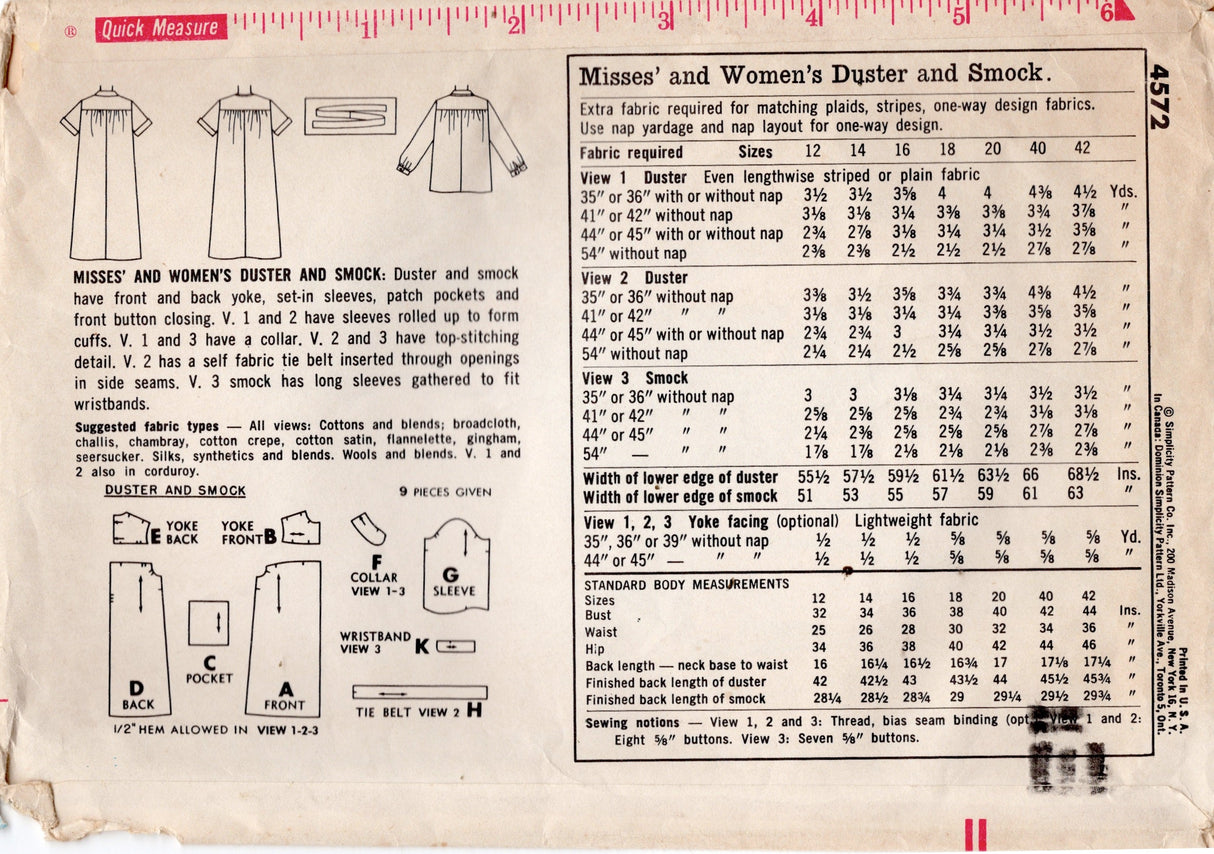 ® Quick Measure 1 2 3 4 5 6
MISSES' AND WOMEN'S DUSTER AND SMOCK: Duster and smock
have front and back yoke, set-in sleeves, patch pockets and
front button closing. V. 1 and 2 have sleeves rolled up to form
cuffs. V. 1 and 3 have a collar. V. 2 and 3 have top-stitching
detail. V. 2 has a self fabric tie belt inserted through openings
in side seams. V. 3 smock has long sleeves gathered to fit
wristbands.
Suggested fabric types — All views: Cottons and blends; broadcloth,
challis, chambray, cotton crepe, cotton satin, flannelette, gingham,
seersucker. Silks, synthetics and blends. Wools and blends. V. 1 and
2 also in corduroy.
DUSTER AND SMOCK 9 PIECES GIVEN
E YOKE BACK
YOKE FRONT B
F
COLLAR
VIEW 1-3
G
SLEEVE
C
POCKET
WRISTBAND
VIEW 3 K
D
BACK
A
FRONT
TIE BELT VIEW 2 H
1/2" HEM ALLOWED IN VIEW 1-2-3
Misses' and Women's Duster and Smock.
Extra fabric required for matching plaids, stripes, one-way design fabrics.
Use nap yardage and nap layout for one-way design.
Fabric required Sizes 12 14 16 18 20 40 42
View 1 Duster Even lengthwise striped or plain fabric
35" or 36" with or without nap 3½ 3½ 3⅝ 4 4 4⅜ 4½ Yds.
41" or 42" without nap 3⅛ 3⅛ 3¼ 3⅜ 3⅜ 3¾ 3⅞ "
44" or 45" with or without nap 2¾ 2⅞ 3⅛ 3¼ 3¼ 3½ 3⅝ "
54" without nap 2⅜ 2⅜ 2½ 2½ 2½ 2⅞ 2⅞ "
View 2 Duster
35" or 36" without nap 3⅜ 3½ 3⅝ 3¾ 3¾ 4⅜ 4½ "
41" or 42" " " 3⅛ 3⅛ 3¼ 3¼ 3⅜ 3⅝ 3⅝ "
44" or 45" with or without nap 2¾ 2¾ 3 3¼ 3¼ 3½ 3½ "
54" without nap 2¼ 2¼ 2½ 2⅝ 2⅝ 2⅞ 2⅞ "
View 3 Smock
35" or 36" without nap 3 3 3⅛ 3¼ 3¼ 3½ 3½ "
41" or 42" " " 2⅝ 2⅝ 2⅝ 2¾ 2¾ 3⅛ 3⅛ "
44" or 45" " " 2¼ 2⅜ 2⅝ 2⅝ 2⅝ 2⅞ 2⅞ "
54" — " " 1⅞ 1⅞ 2⅛ 2⅛ 2⅛ 2⅜ 2⅜ "
Width of lower edge of duster 55½ 57½ 59½ 61½ 63½ 66 68½ Ins.
Width of lower edge of smock 51 53 55 57 59 61 63 "
View 1, 2, 3 Yoke facing (optional) Lightweight fabric
35", 36" or 39" without nap ½ ½ ½ ⅝ ⅝ ⅝ ⅝ Yd.
44" or 45" — " " ½ ½ ½ ⅝ ⅝ ⅝ ⅝ "
STANDARD BODY MEASUREMENTS
Sizes 12 14 16 18 20 40 42
Bust 32 34 36 38 40 42 44 Ins.
Waist 25 26 28 30 32 34 36 "
Hip 34 36 38 40 42 44 46 "
Back length — neck base to waist 16 16¼ 16½ 16¾ 17 17⅛ 17¼ "
Finished back length of duster 42 42½ 43 43½ 44 45½ 45¾ "
Finished back length of smock 28¼ 28½ 28¾ 29 29¼ 29½ 29¾ "
Sewing notions — View 1, 2 and 3: Thread, bias seam binding (opt. View 1 and 2:
Eight ⅝" buttons. View 3: Seven ⅝" buttons.
4572
© Simplicity Pattern Co. Inc., 200 Madison Avenue, New York 16, N. Y.
In Canada: Dominion Simplicity Pattern Ltd., Yorkville Ave., Toronto 5, Ont.
Printed in U. S. A.